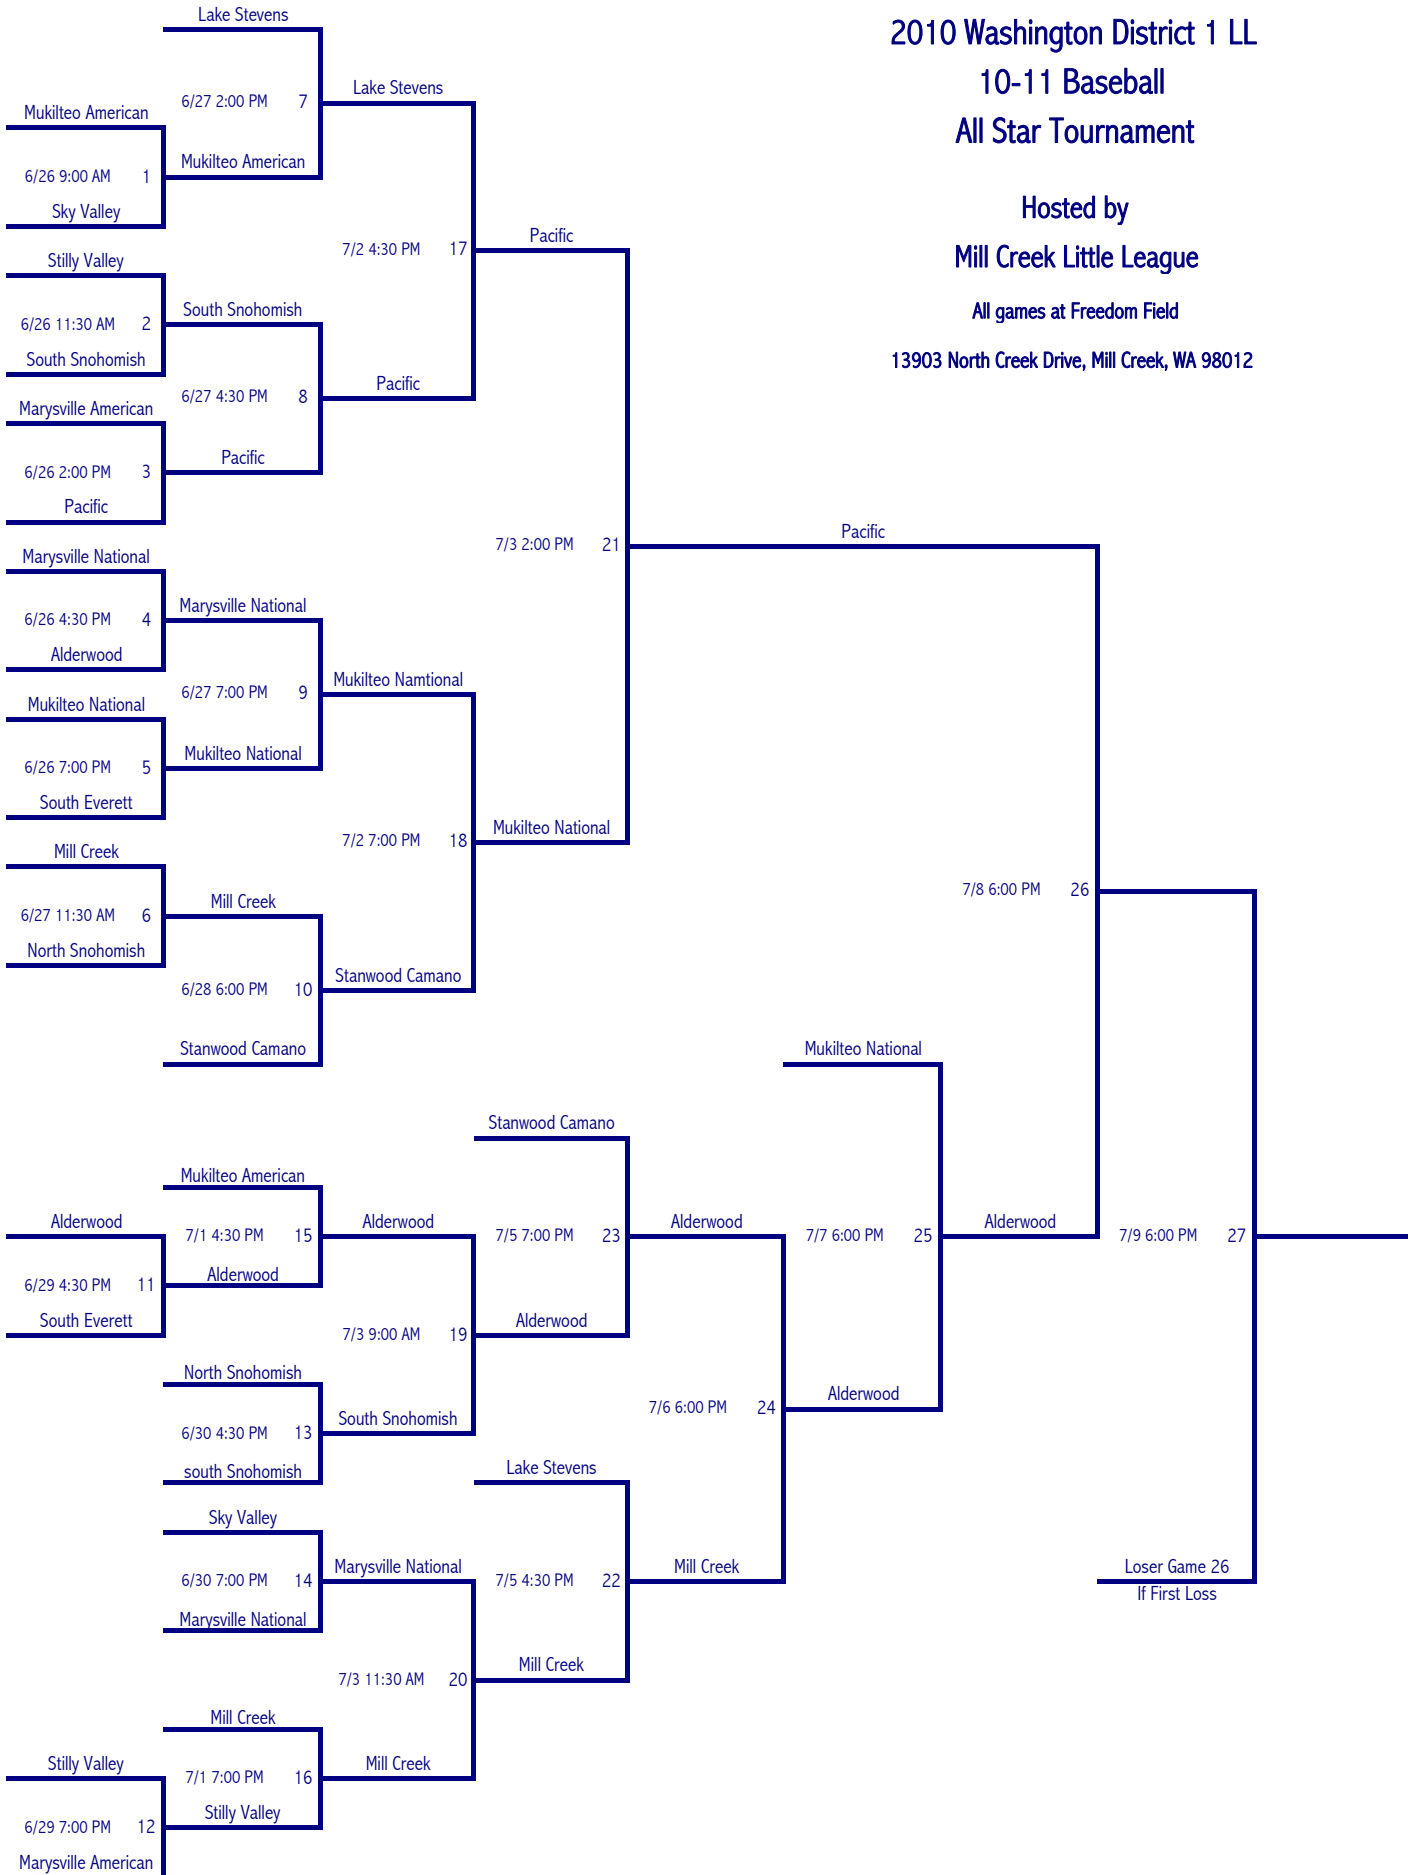 Lake Stevens
2010 Washington District 1 LL
10-11 Baseball
All Star Tournament
Hosted by
Mill Creek Little League
All games at Freedom Field
13903 North Creek Drive, Mill Creek, WA 98012
6/27 2:00 PM 7
Lake Stevens
Mukilteo American
Mukilteo American
6/26 9:00 AM 1
Sky Valley
7/2 4:30 PM 17
Pacific
Stilly Valley
South Snohomish
6/26 11:30 AM 2
South Snohomish
6/27 4:30 PM 8
Pacific
Marysville American
Pacific
6/26 2:00 PM 3
Pacific
7/3 2:00 PM 21
Pacific
Marysville National
Marysville National
6/26 4:30 PM 4
Alderwood
6/27 7:00 PM 9
Mukilteo Namtional
Mukilteo National
Mukilteo National
6/26 7:00 PM 5
South Everett
7/2 7:00 PM 18
Mukilteo National
Mill Creek
7/8 6:00 PM 26
Mill Creek
6/27 11:30 AM 6
North Snohomish
6/28 6:00 PM 10
Stanwood Camano
Stanwood Camano
Mukilteo National
Stanwood Camano
Mukilteo American
Alderwood
7/1 4:30 PM 15
Alderwood
7/5 7:00 PM 23
Alderwood
7/7 6:00 PM 25
Alderwood
7/9 6:00 PM 27
Alderwood
6/29 4:30 PM 11
South Everett
Alderwood
7/3 9:00 AM 19
North Snohomish
Alderwood
7/6 6:00 PM 24
South Snohomish
6/30 4:30 PM 13
south Snohomish
Lake Stevens
Sky Valley
Marysville National
6/30 7:00 PM 14
7/5 4:30 PM 22
Mill Creek
Loser Game 26
If First Loss
Marysville National
Mill Creek
7/3 11:30 AM 20
Mill Creek
Stilly Valley
7/1 7:00 PM 16
Mill Creek
Stilly Valley
6/29 7:00 PM 12
Marysville American